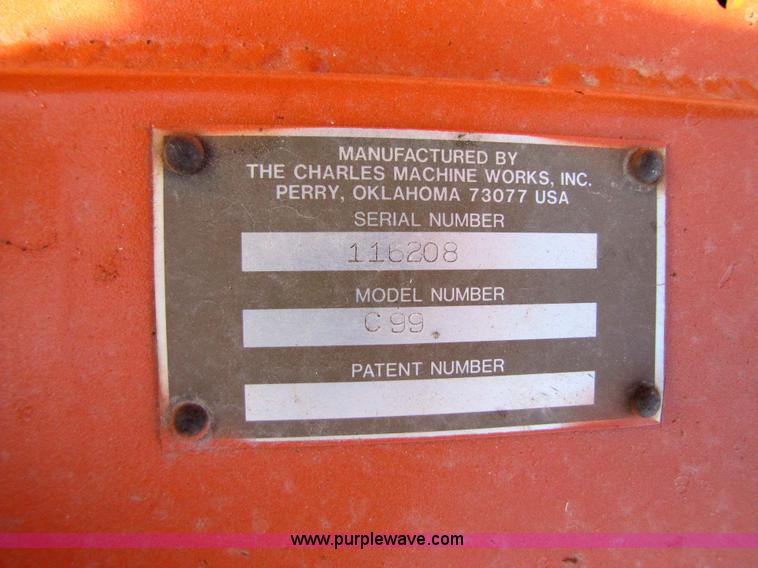 MANUFACTURED BY
THE CHARLES MACHINE WORKS, INC.
PERRY, OKLAHOMA 73077 USA
SERIAL NUMBER
116208
MODEL NUMBER
C99
PATENT NUMBER
www.purplewave.com